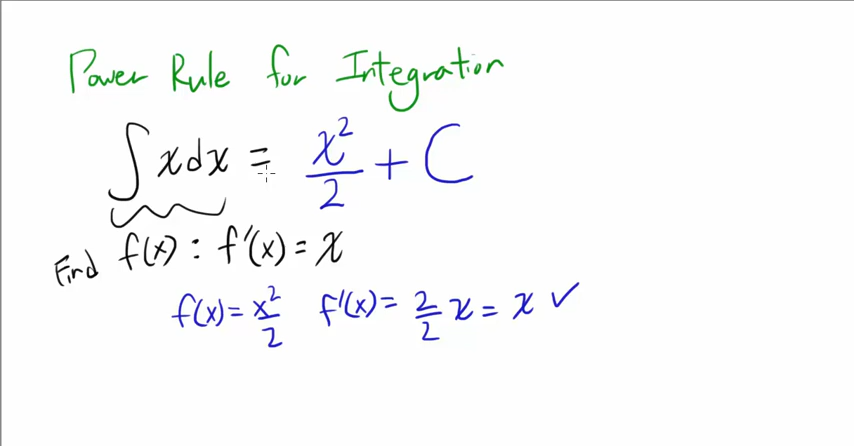 Power Rule for Integration
∫ x dx = x²/2 + C
Find f(x) : f'(x) = x
f(x) = x²/2 f'(x) = 2/2 x = x ✓